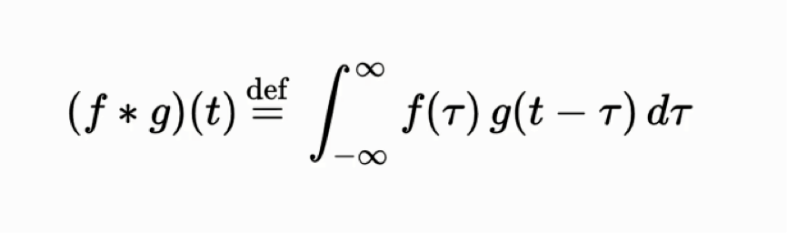 (f ∗ g)(t) ≝ ∫_{−∞}^{∞} f(τ) g(t − τ) dτ